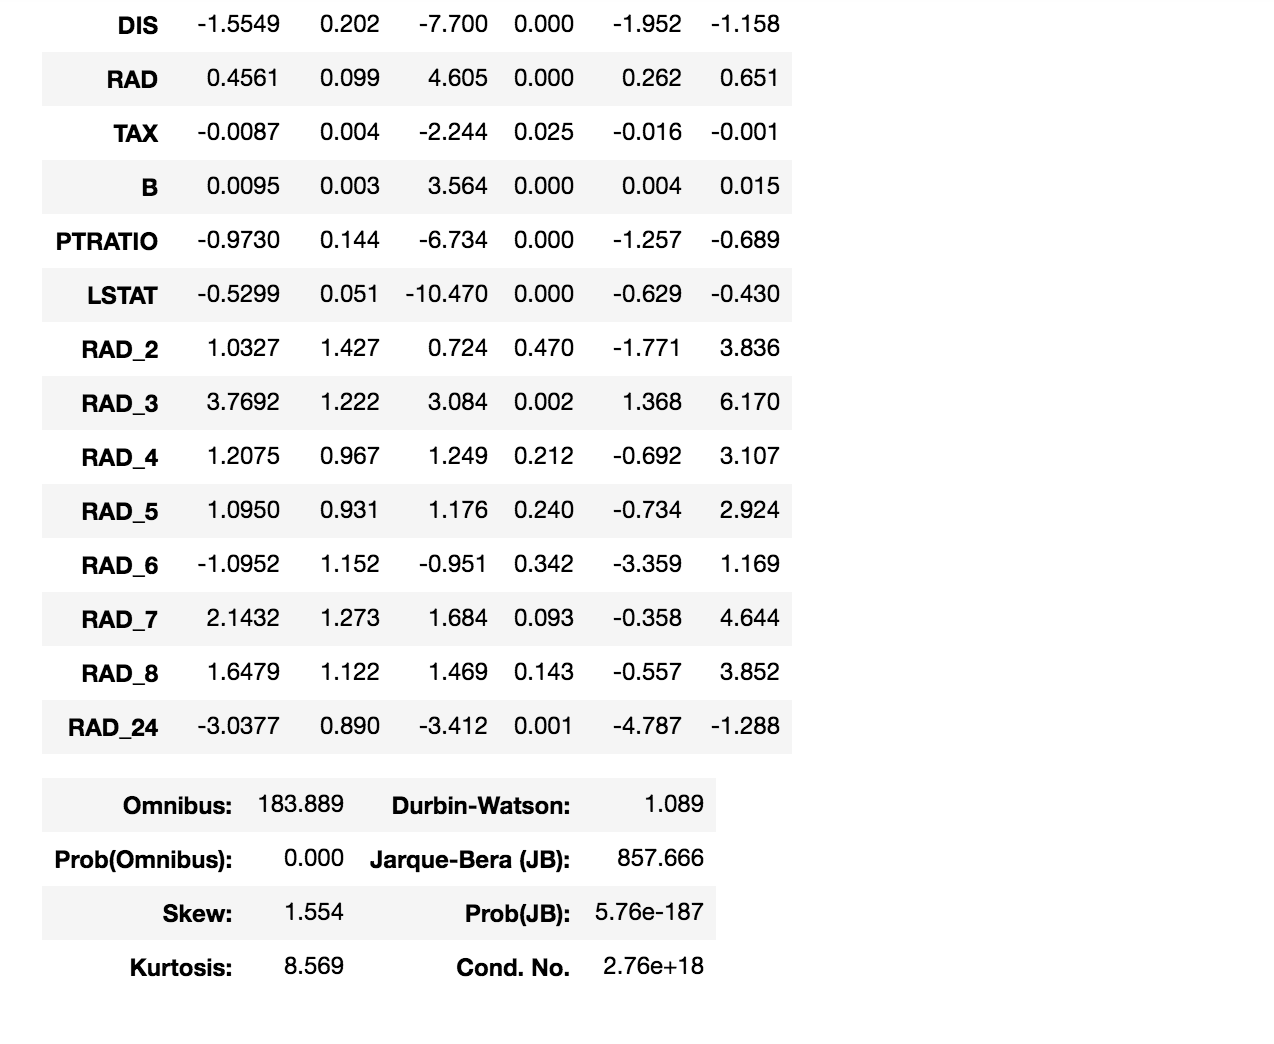 DIS -1.5549 0.202 -7.700 0.000 -1.952 -1.158
RAD 0.4561 0.099 4.605 0.000 0.262 0.651
TAX -0.0087 0.004 -2.244 0.025 -0.016 -0.001
B 0.0095 0.003 3.564 0.000 0.004 0.015
PTRATIO -0.9730 0.144 -6.734 0.000 -1.257 -0.689
LSTAT -0.5299 0.051 -10.470 0.000 -0.629 -0.430
RAD_2 1.0327 1.427 0.724 0.470 -1.771 3.836
RAD_3 3.7692 1.222 3.084 0.002 1.368 6.170
RAD_4 1.2075 0.967 1.249 0.212 -0.692 3.107
RAD_5 1.0950 0.931 1.176 0.240 -0.734 2.924
RAD_6 -1.0952 1.152 -0.951 0.342 -3.359 1.169
RAD_7 2.1432 1.273 1.684 0.093 -0.358 4.644
RAD_8 1.6479 1.122 1.469 0.143 -0.557 3.852
RAD_24 -3.0377 0.890 -3.412 0.001 -4.787 -1.288
Omnibus: 183.889 Durbin-Watson: 1.089
Prob(Omnibus): 0.000 Jarque-Bera (JB): 857.666
Skew: 1.554 Prob(JB): 5.76e-187
Kurtosis: 8.569 Cond. No. 2.76e+18